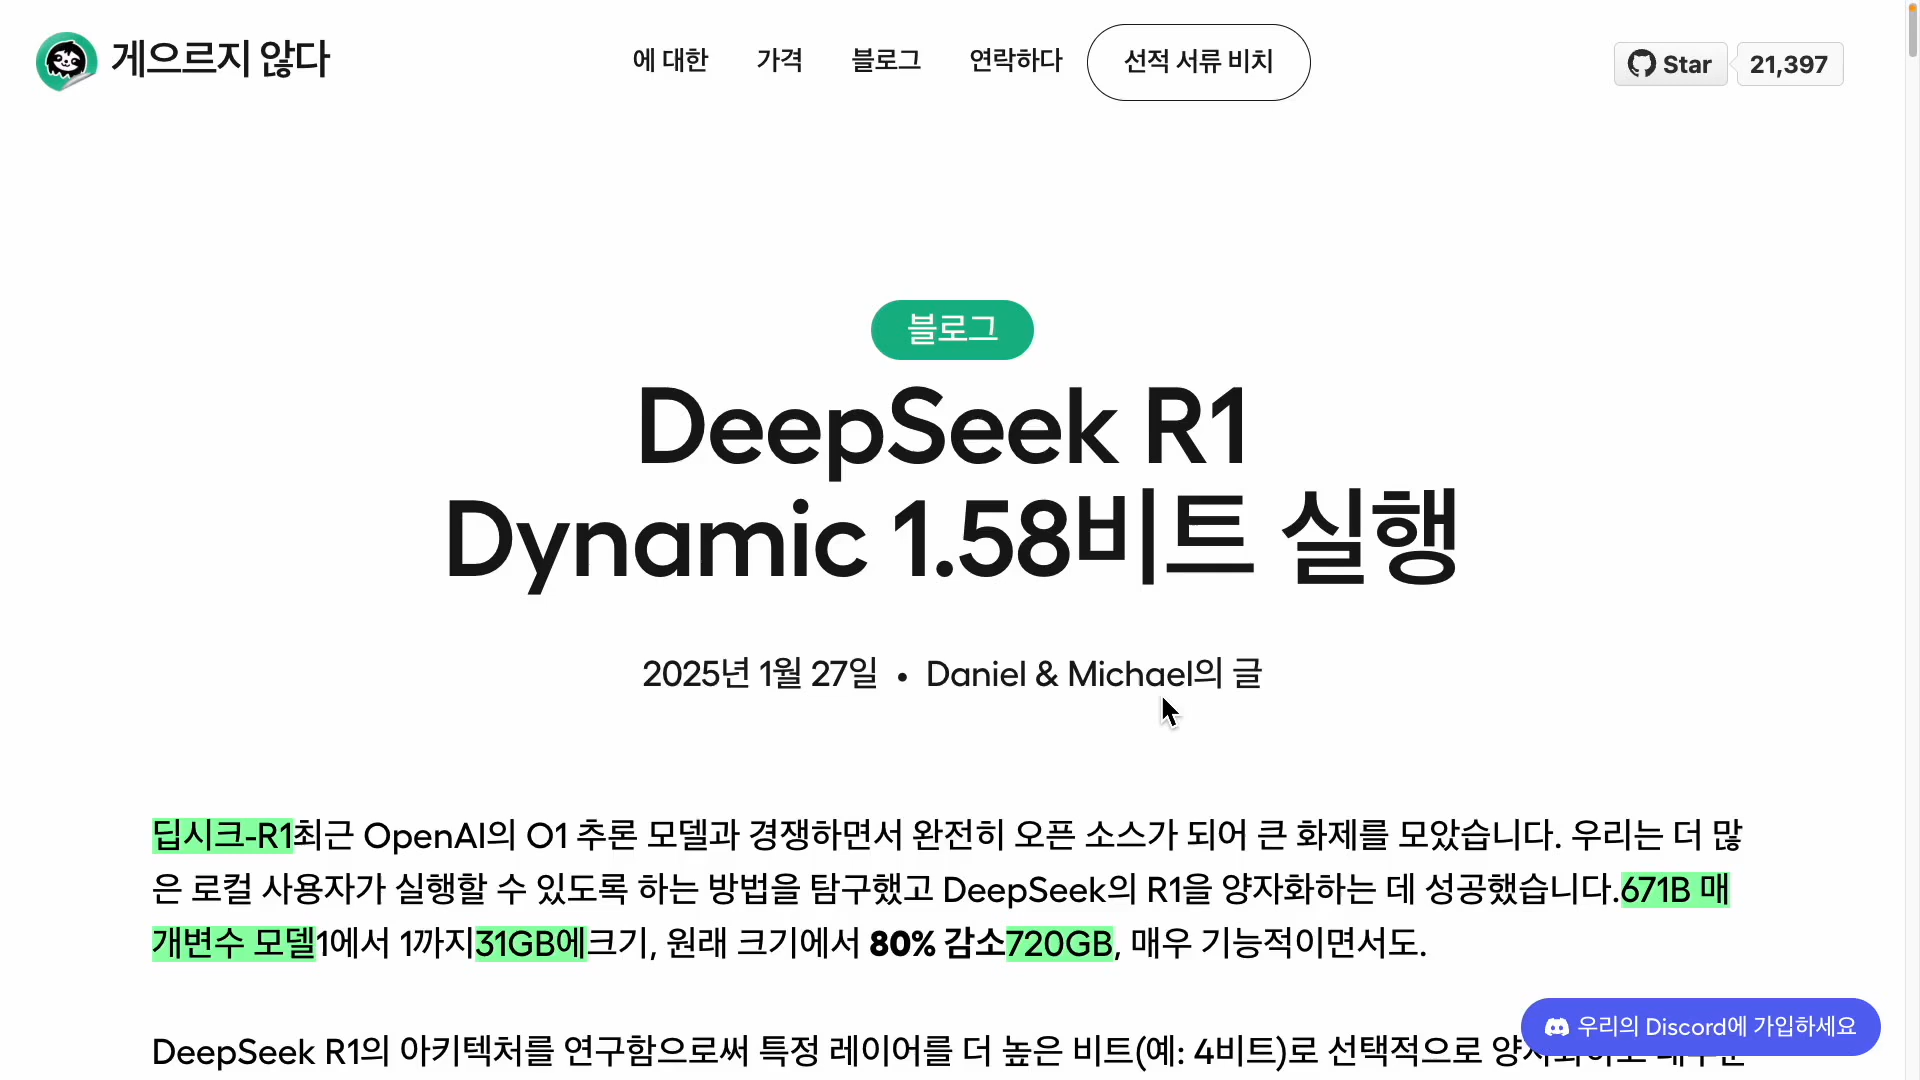 게으르지 않다
에 대한 가격 블로그 연락하다 선적 서류 비치
Star 21,397
블로그
DeepSeek R1
Dynamic 1.58비트 실행
2025년 1월 27일 • Daniel & Michael의 글
딥시크-R1최근 OpenAI의 O1 추론 모델과 경쟁하면서 완전히 오픈 소스가 되어 큰 화제를 모았습니다. 우리는 더 많
은 로컬 사용자가 실행할 수 있도록 하는 방법을 탐구했고 DeepSeek의 R1을 양자화하는 데 성공했습니다.671B 매
개변수 모델1에서 1까지31GB에크기, 원래 크기에서 80% 감소720GB, 매우 기능적이면서도.
DeepSeek R1의 아키텍처를 연구함으로써 특정 레이어를 더 높은 비트(예: 4비트)로 선택적으로
우리의 Discord에 가입하세요